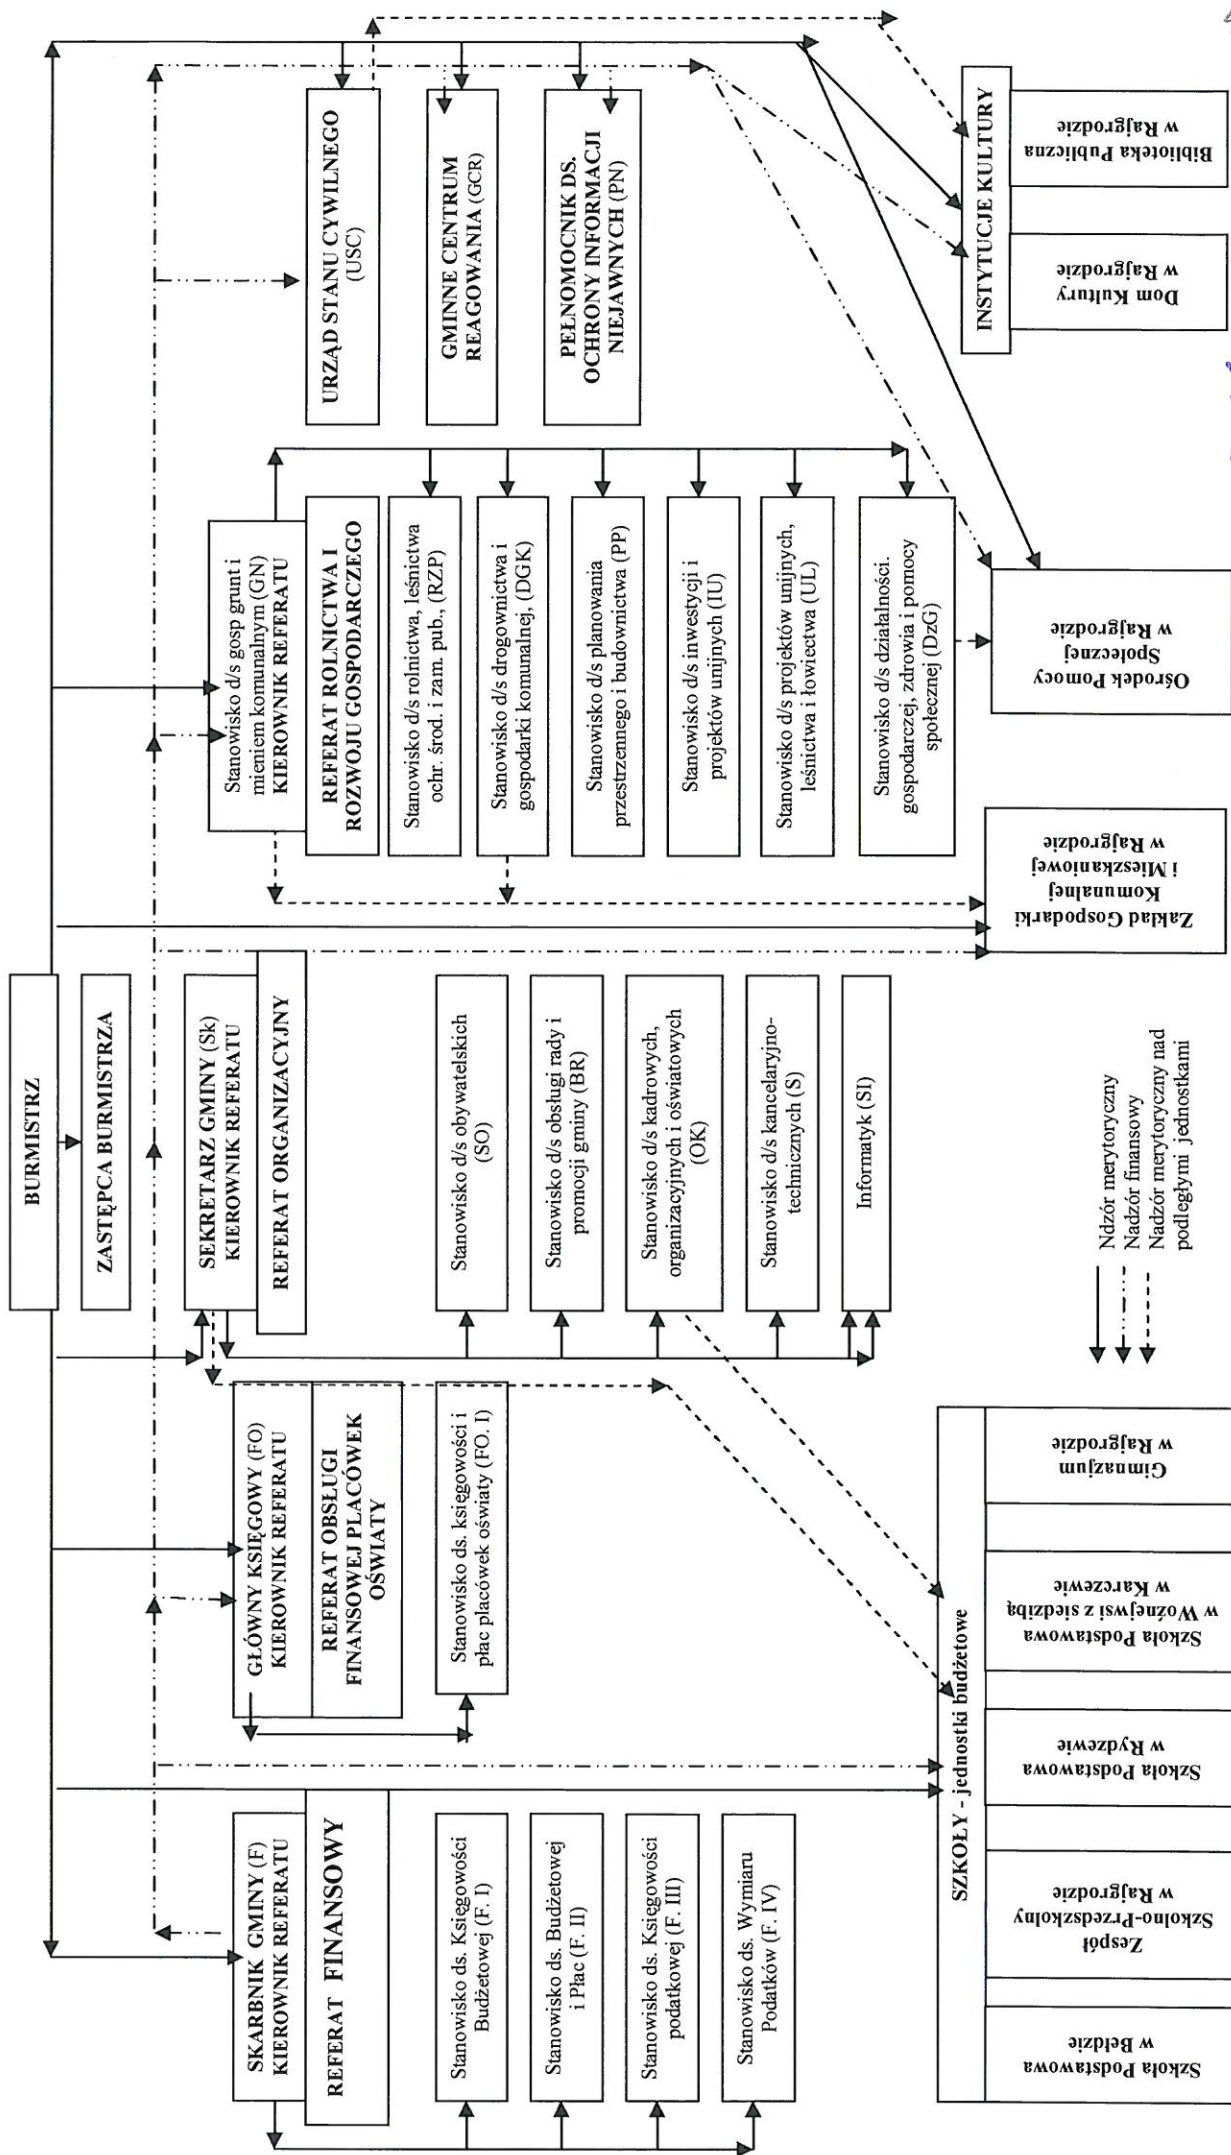 BURMISTRZ
ZASTĘPCA BURMISTRZA
SKARBNIK GMINY (F)
KIEROWNIK REFERATU
REFERAT FINANSOWY
Stanowisko ds. Księgowości
Budżetowej (F. I)
Stanowisko ds. Budżetowej
i Płac (F. II)
Stanowisko ds. Księgowości
podatkowej (F. III)
Stanowisko ds. Wymiaru
Podatków (F. IV)
GŁÓWNY KSIĘGOWY (FO)
KIEROWNIK REFERATU
REFERAT OBSŁUGI
FINANSOWEJ PLACÓWEK
OŚWIATY
Stanowisko ds. księgowości i
płac placówek oświaty (FO. I)
SEKRETARZ GMINY (Sk)
KIEROWNIK REFERATU
REFERAT ORGANIZACYJNY
Stanowisko d/s obywatelskich
(SO)
Stanowisko d/s obsługi rady i
promocji gminy (BR)
Stanowisko d/s kadrowych,
organizacyjnych i oświatowych
(OK)
Stanowisko d/s kancelaryjno-
technicznych (S)
Informatyk (SI)
Stanowisko d/s gosp grunt i
mieniem komunalnym (GN)
KIEROWNIK REFERATU
REFERAT ROLNICTWA I
ROZWOJU GOSPODARCZEGO
Stanowisko d/s rolnictwa, leśnictwa
ochr. środ. i zam. pub., (RZP)
Stanowisko d/s drogownictwa i
gospodarki komunalnej, (DGK)
Stanowisko d/s planowania
przestrzennego i budownictwa (PP)
Stanowisko d/s inwestycji i
projektów unijnych (IU)
Stanowisko d/s projektów unijnych,
leśnictwa i łowiectwa (UL)
Stanowisko d/s działalności.
gospodarczej, zdrowia i pomocy
społecznej (DzG)
URZĄD STANU CYWILNEGO
(USC)
GMINNE CENTRUM
REAGOWANIA (GCR)
PEŁNOMOCNIK DS.
OCHRONY INFORMACJI
NIEJAWNYCH (PN)
SZKOŁY - jednostki budżetowe
Szkoła Podstawowa
w Bełdzie
Zespół
Szkolno-Przedszkolny
w Rajgrodzie
Szkoła Podstawowa
w Rydzewie
Szkoła Podstawowa
w Woźnejwsi z siedzibą
w Karczewie
Gimnazjum
w Rajgrodzie
Ndzór merytoryczny
Nadzór finansowy
Nadzór merytoryczny nad
podległymi jednostkami
Zakład Gospodarki
Komunalnej
i Mieszkaniowej
w Rajgrodzie
Ośrodek Pomocy
Społecznej
w Rajgrodzie
INSTYTUCJE KULTURY
Dom Kultury
w Rajgrodzie
Biblioteka Publiczna
w Rajgrodzie